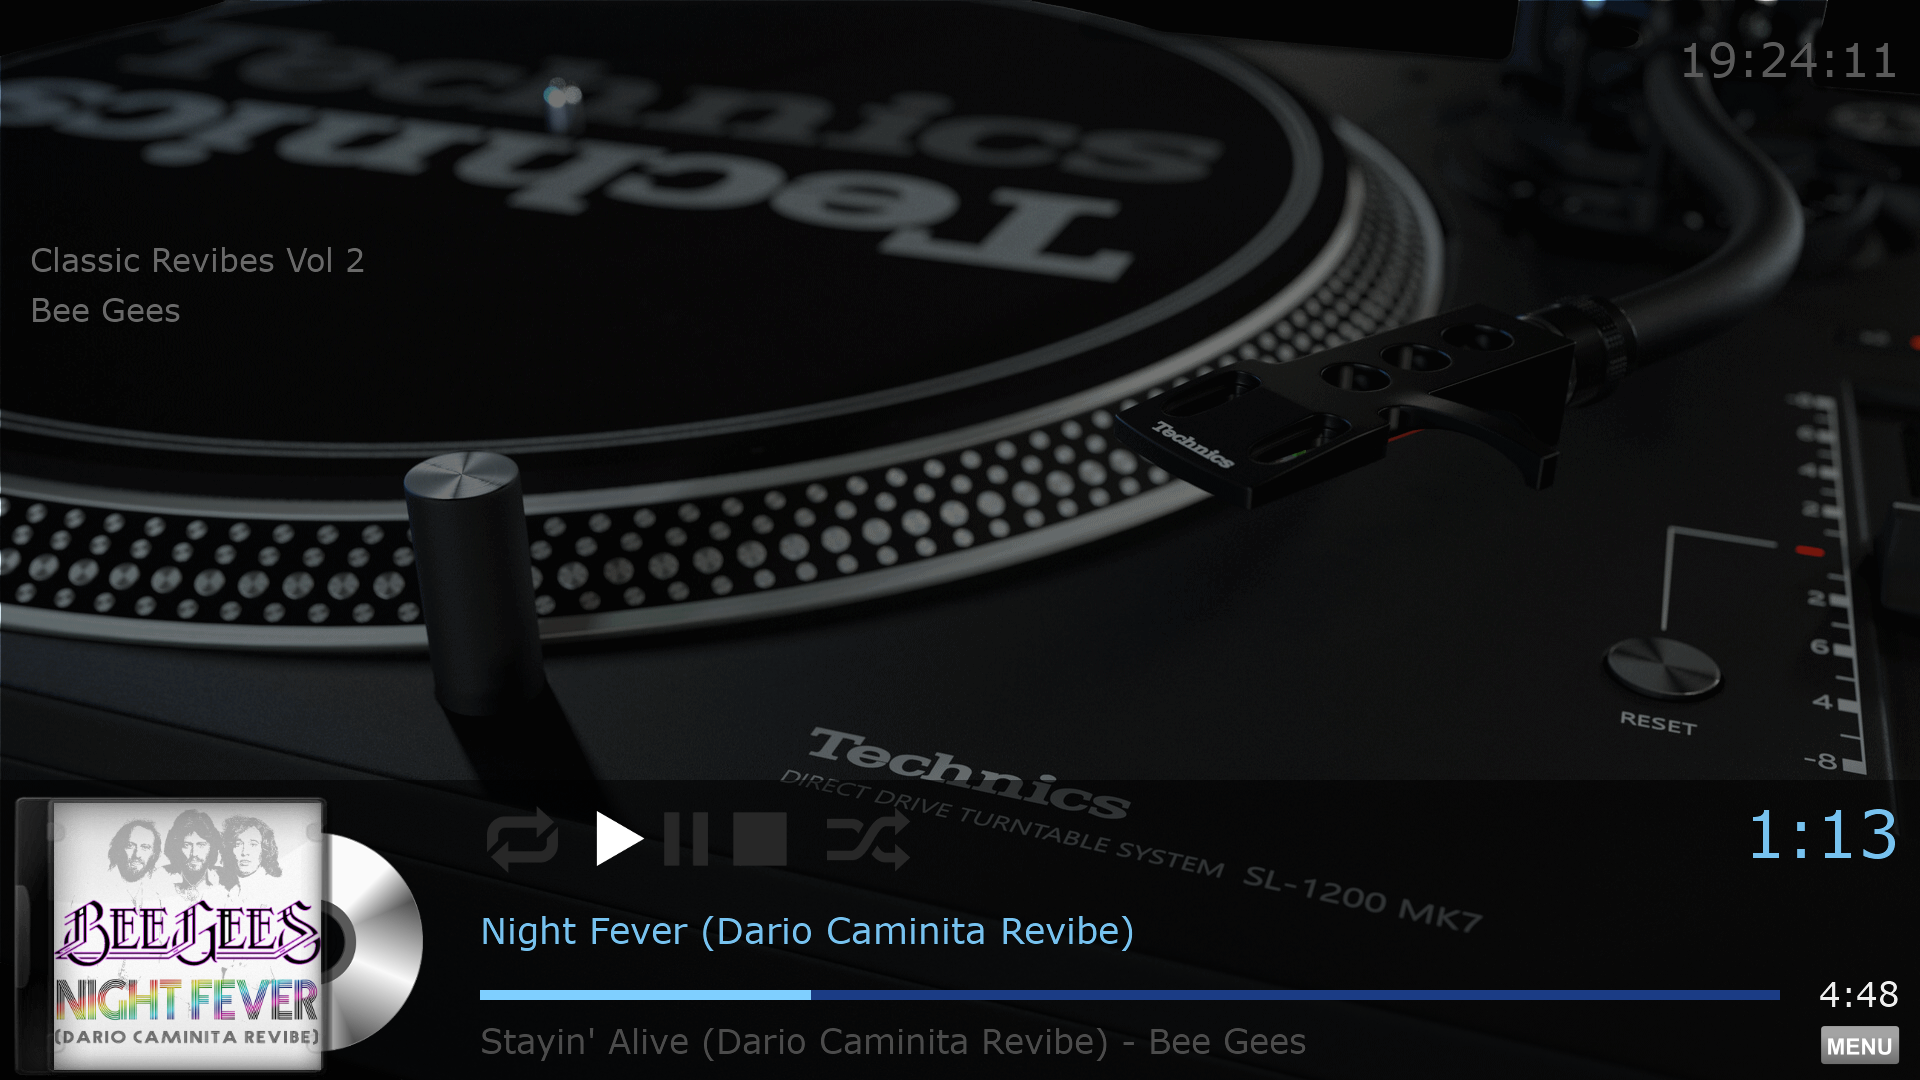 19:24:11
Technics
Technics
Classic Revibes Vol 2
Bee Gees
Technics
2
2
6
4
-8
RESET
Technics
DIRECT DRIVE TURNTABLE SYSTEM SL-1200 MK7
1:13
BEE GEES
NIGHT FEVER
(DARIO CAMINITA REVIBE)
Night Fever (Dario Caminita Revibe)
4:48
Stayin' Alive (Dario Caminita Revibe) - Bee Gees
MENU